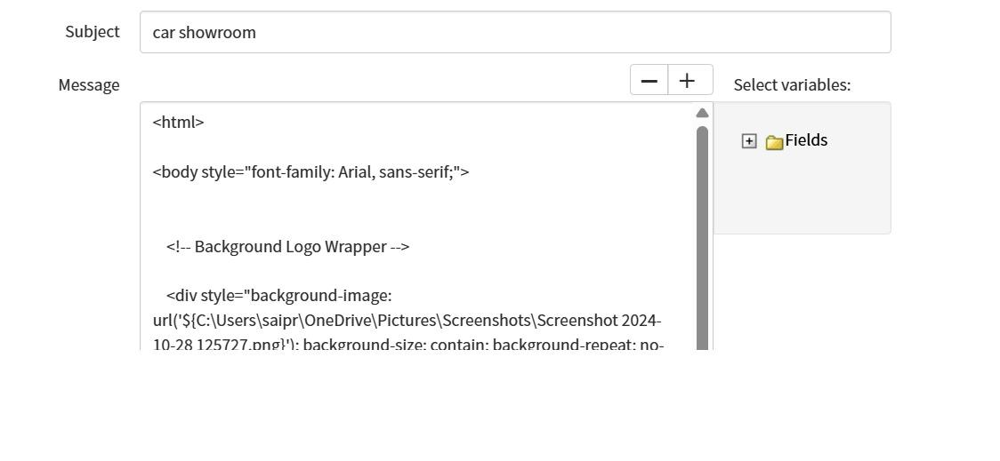 Subject
car showroom
Message
Select variables:
<html>
Fields
<body style="font-family: Arial, sans-serif;">
<!-- Background Logo Wrapper -->
<div style="background-image:
url('${C:\Users\saipr\OneDrive\Pictures\Screenshots\Screenshot 2024-
10-28 125727.png}'); background-size: contain; background-repeat: no-